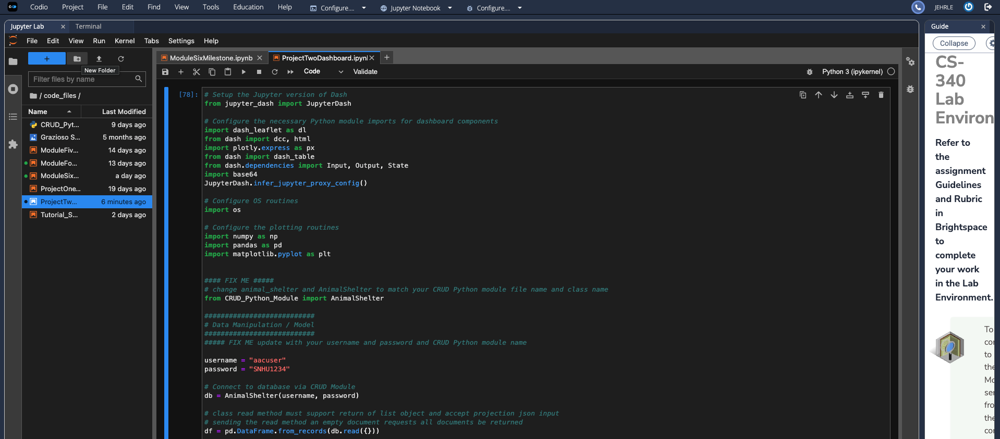 Codio Project File Edit Find View Tools Education Help Configure.... Jupyter Notebook Configure.... JEHRLE
Jupyter Lab Terminal
File Edit View Run Kernel Tabs Settings Help
New Folder
Filter files by name
/ code_files /
Name Last Modified
CRUD_Pyt... 9 days ago
Grazioso S... 5 months ago
ModuleFiv... 14 days ago
ModuleFo... 13 days ago
ModuleSix... a day ago
ProjectOne... 19 days ago
ProjectTw... 6 minutes ago
Tutorial_S... 2 days ago
ModuleSixMilestone.ipynb ProjectTwoDashboard.ipynl
Code Validate Python 3 (ipykernel)
[78]: # Setup the Jupyter version of Dash
from jupyter_dash import JupyterDash
# Configure the necessary Python module imports for dashboard components
import dash_leaflet as dl
from dash import dcc, html
import plotly.express as px
from dash import dash_table
from dash.dependencies import Input, Output, State
import base64
JupyterDash.infer_jupyter_proxy_config()
# Configure OS routines
import os
# Configure the plotting routines
import numpy as np
import pandas as pd
import matplotlib.pyplot as plt
#### FIX ME #####
# change animal_shelter and AnimalShelter to match your CRUD Python module file name and class name
from CRUD_Python_Module import AnimalShelter
###########################
# Data Manipulation / Model
###########################
##### FIX ME update with your username and password and CRUD Python module name
username = "aacuser"
password = "SNHU1234"
# Connect to database via CRUD Module
db = AnimalShelter(username, password)
# class read method must support return of list object and accept projection json input
# sending the read method an empty document requests all documents be returned
df = pd.DataFrame.from_records(db.read({}))
Guide
Collapse
CS-
340
Lab
Environ
Refer to
the
assignment
Guidelines
and Rubric
in
Brightspace
to
complete
your work
in the Lab
Environment.
To
cor
to
the
Mo
ser
fro
the
cor